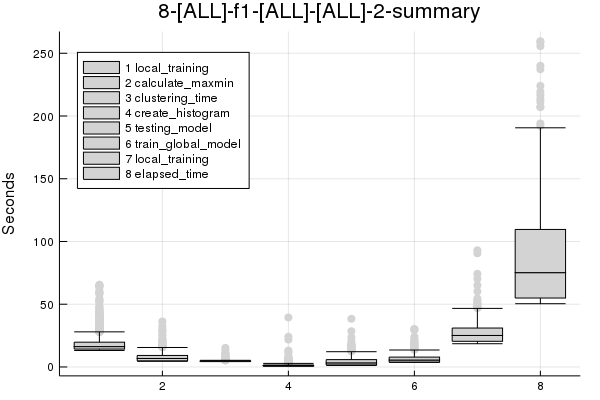 8-[ALL]-f1-[ALL]-[ALL]-2-summary
250
200
150
100
50
0
Seconds
1 local_training
2 calculate_maxmin
3 clustering_time
4 create_histogram
5 testing_model
6 train_global_model
7 local_training
8 elapsed_time
2
4
6
8